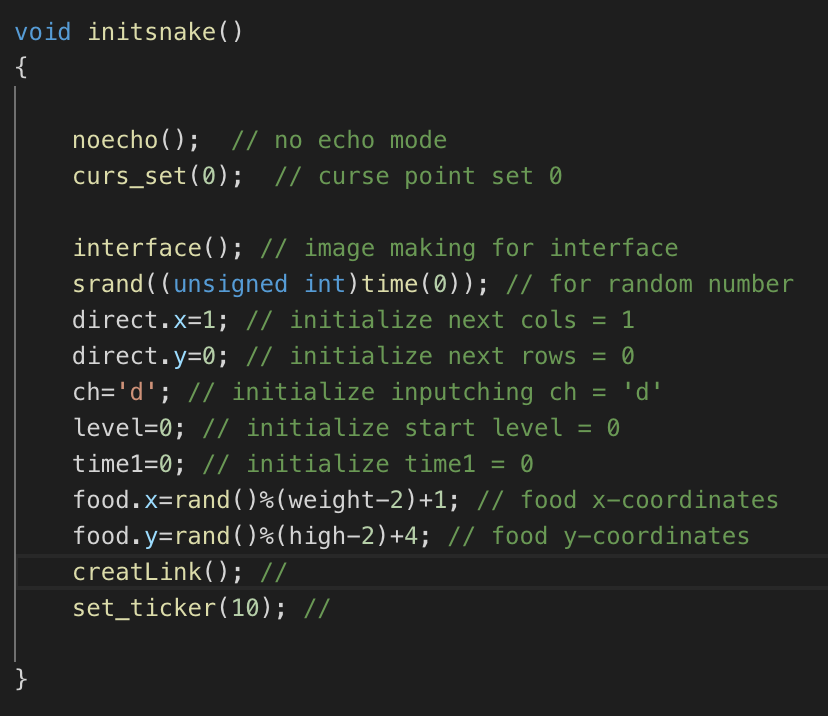 void initsnake()
{
noecho();  // no echo mode
curs_set(0);  // curse point set 0
interface(); // image making for interface
srand((unsigned int)time(0)); // for random number
direct.x=1; // initialize next cols = 1
direct.y=0; // initialize next rows = 0
ch='d'; // initialize inputching ch = 'd'
level=0; // initialize start level = 0
time1=0; // initialize time1 = 0
food.x=rand()%(weight-2)+1; // food x-coordinates
food.y=rand()%(high-2)+4; // food y-coordinates
creatLink(); //
set_ticker(10); //
}